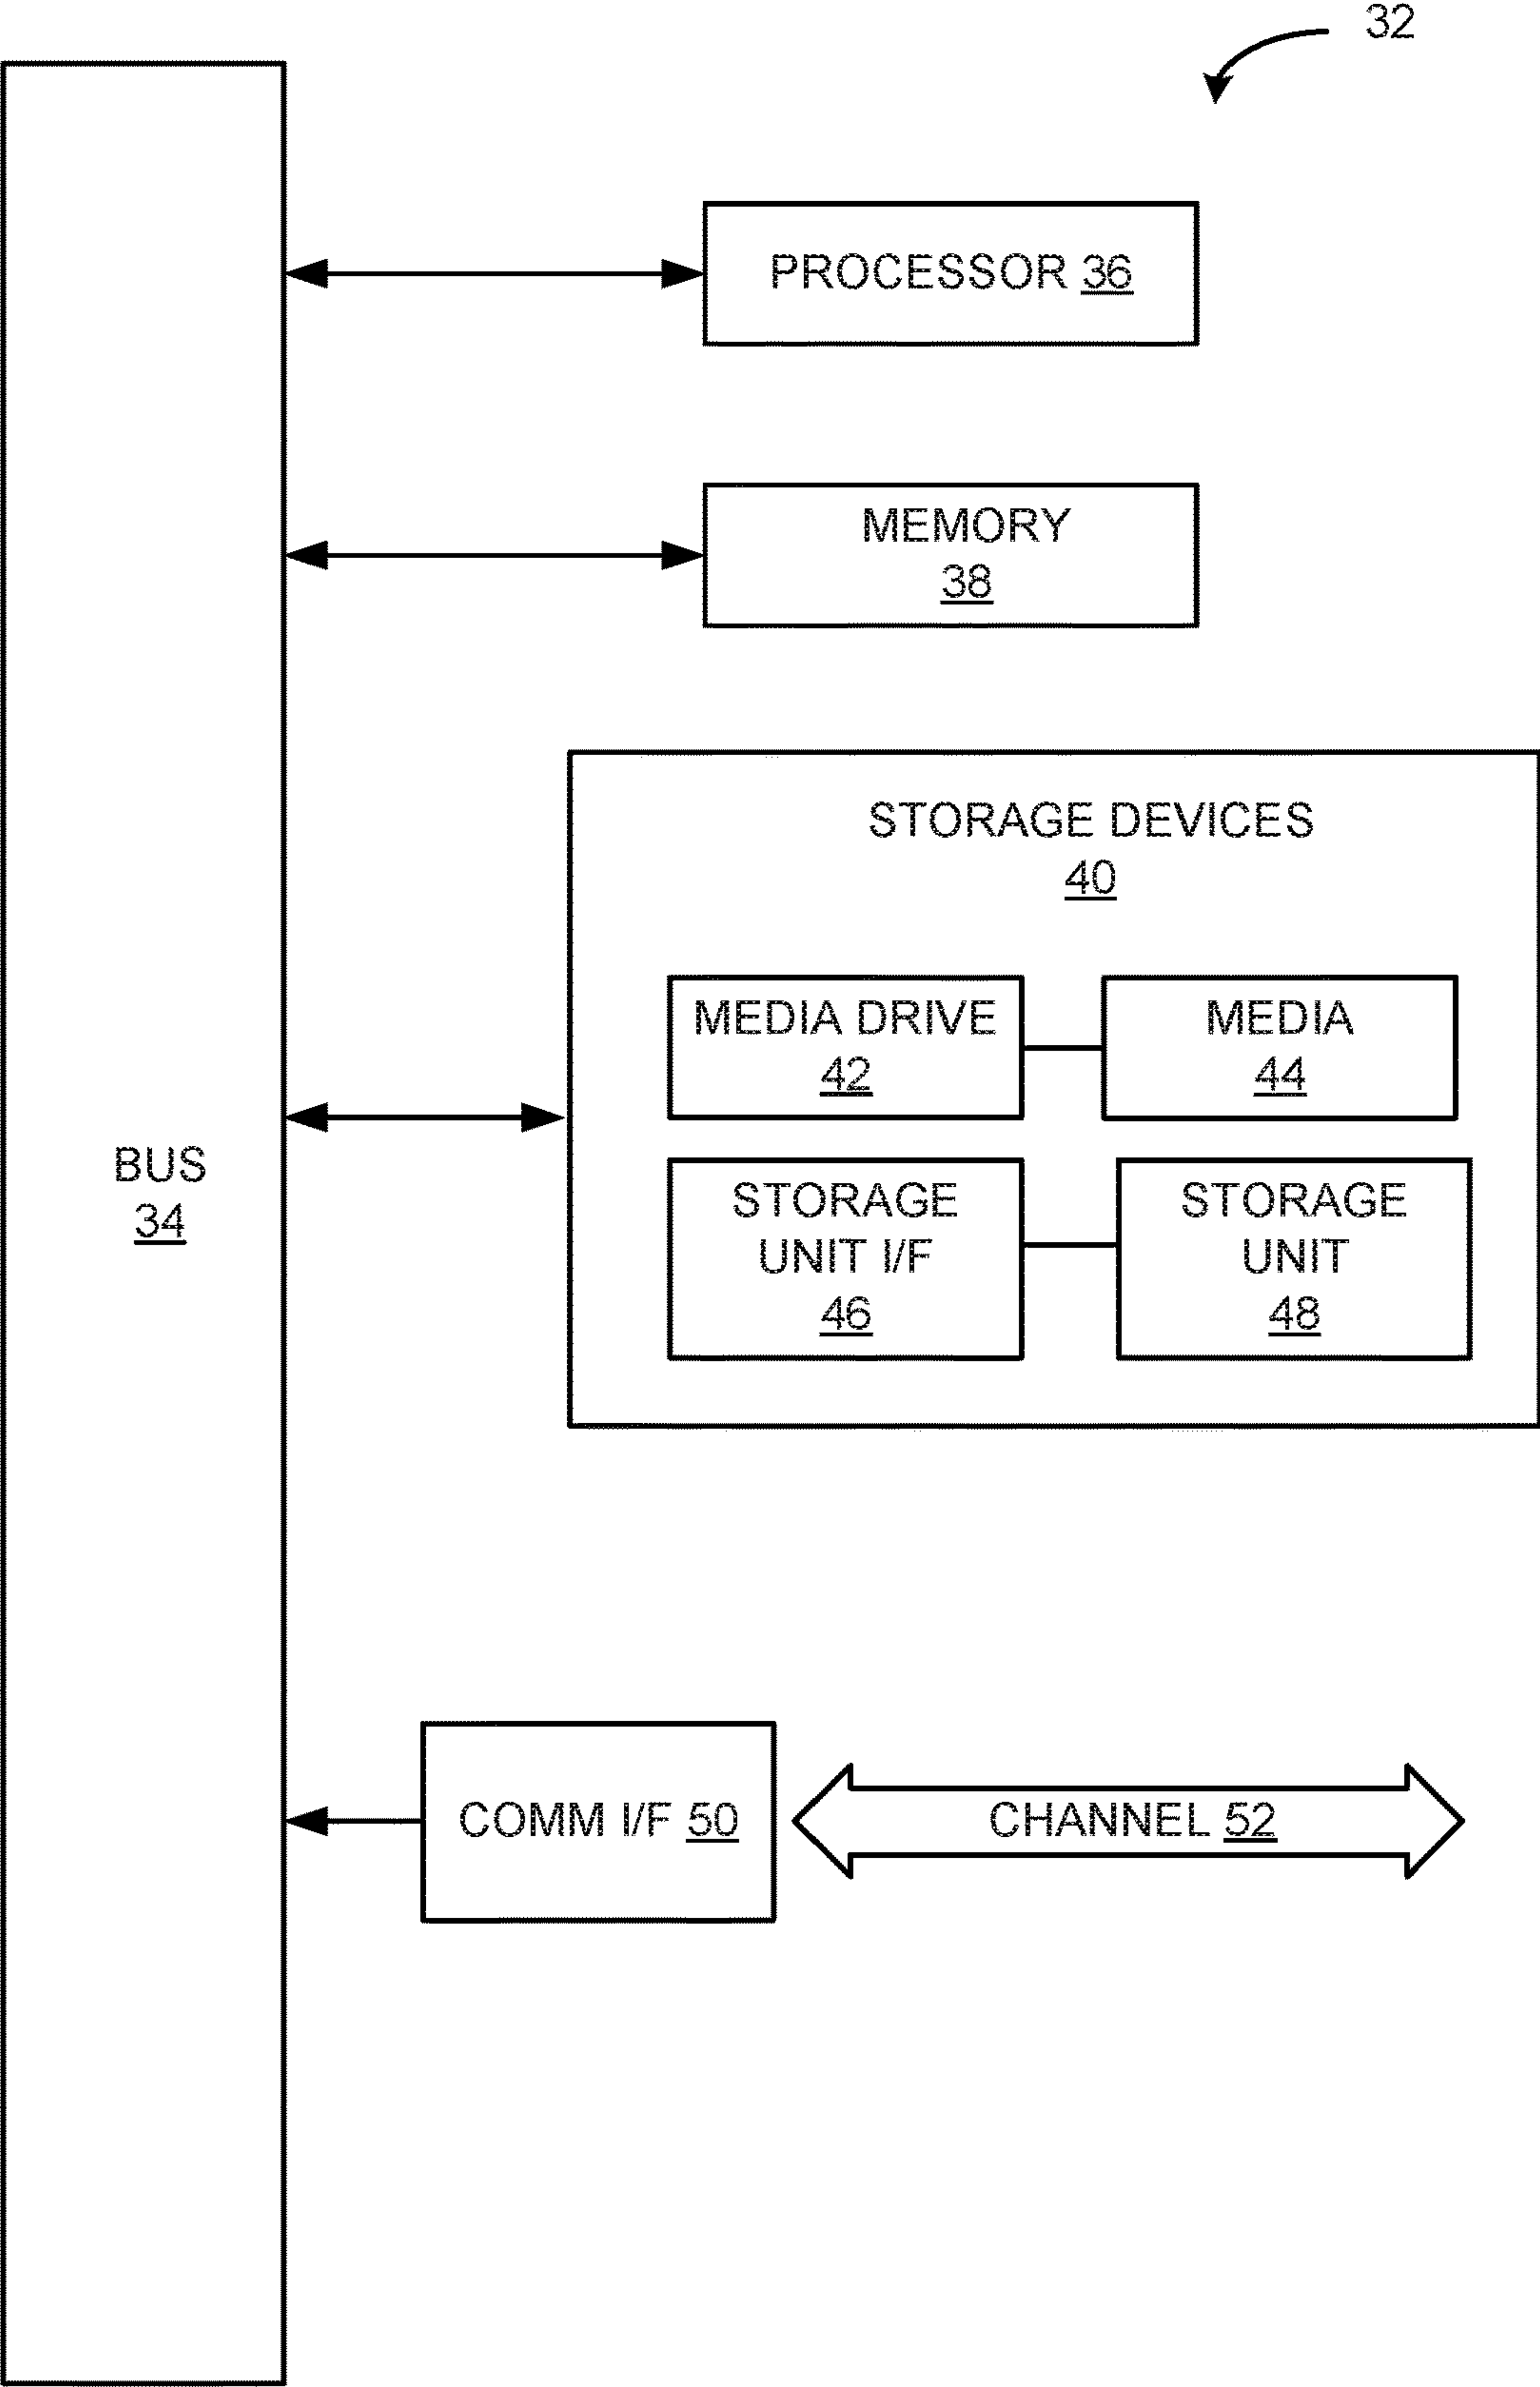 32
PROCESSOR 36
MEMORY
38
STORAGE DEVICES
40
MEDIA DRIVE
42
MEDIA
44
BUS
34
STORAGE
UNIT I/F
46
STORAGE
UNIT
48
COMM I/F 50
CHANNEL 52